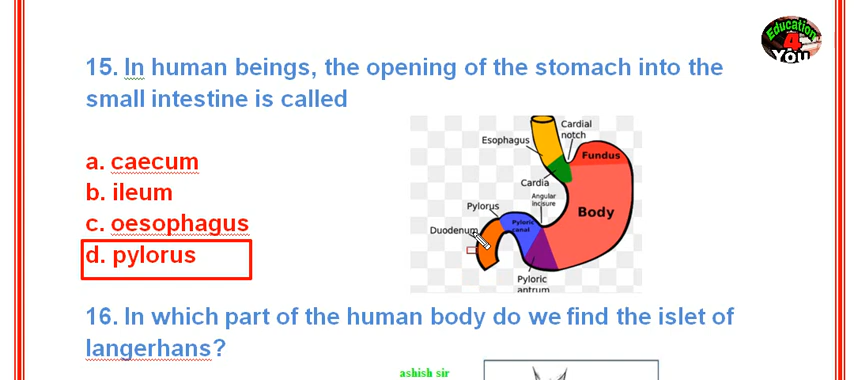 Education
4
You
15. In human beings, the opening of the stomach into the
small intestine is called
a. caecum
b. ileum
c. oesophagus
d. pylorus
Cardial
notch
Esophagus
Fundus
Cardia
Angular
incisure
Pylorus
Body
Pyloric
canal
Duodenum
Pyloric
antrum
16. In which part of the human body do we find the islet of
langerhans?
ashish sir